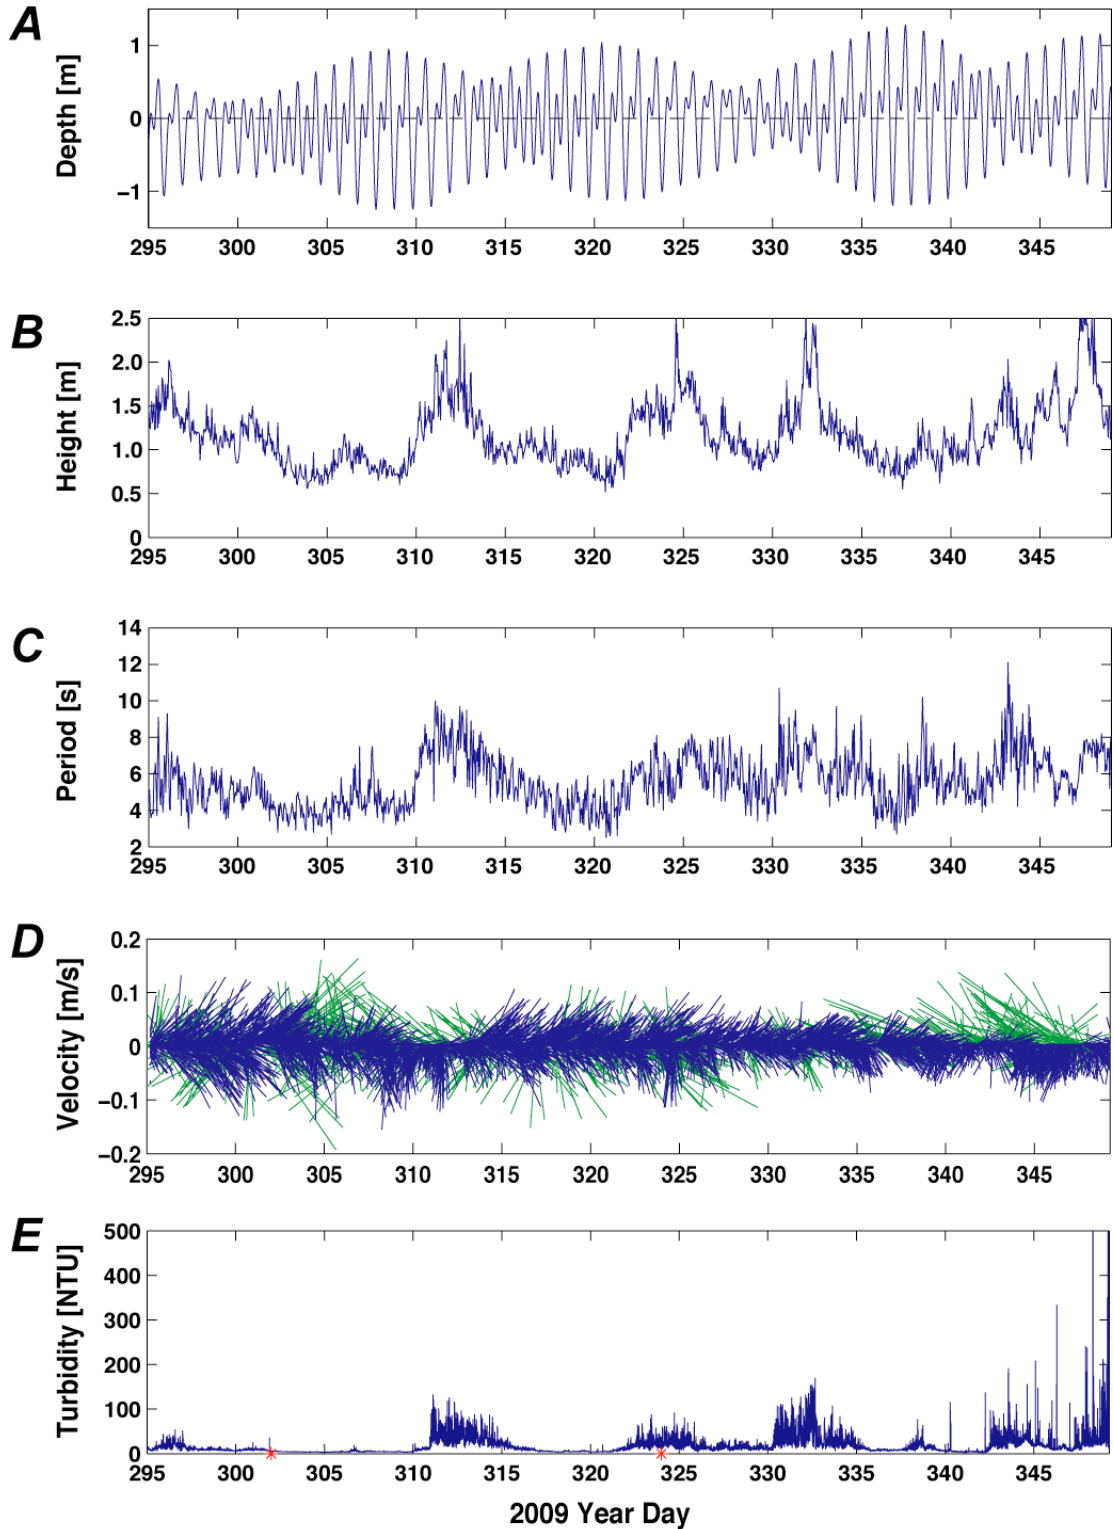 A
Depth [m]
1
0
−1
295 300 305 310 315 320 325 330 335 340 345
B
Height [m]
2.5
2.0
1.5
1.0
0.5
0
295 300 305 310 315 320 325 330 335 340 345
C
Period [s]
14
12
10
8
6
4
2
295 300 305 310 315 320 325 330 335 340 345
D
Velocity [m/s]
0.2
0.1
0
−0.1
−0.2
295 300 305 310 315 320 325 330 335 340 345
E
Turbidity [NTU]
500
400
300
200
100
0
295 300 305 310 315 320 325 330 335 340 345
2009 Year Day